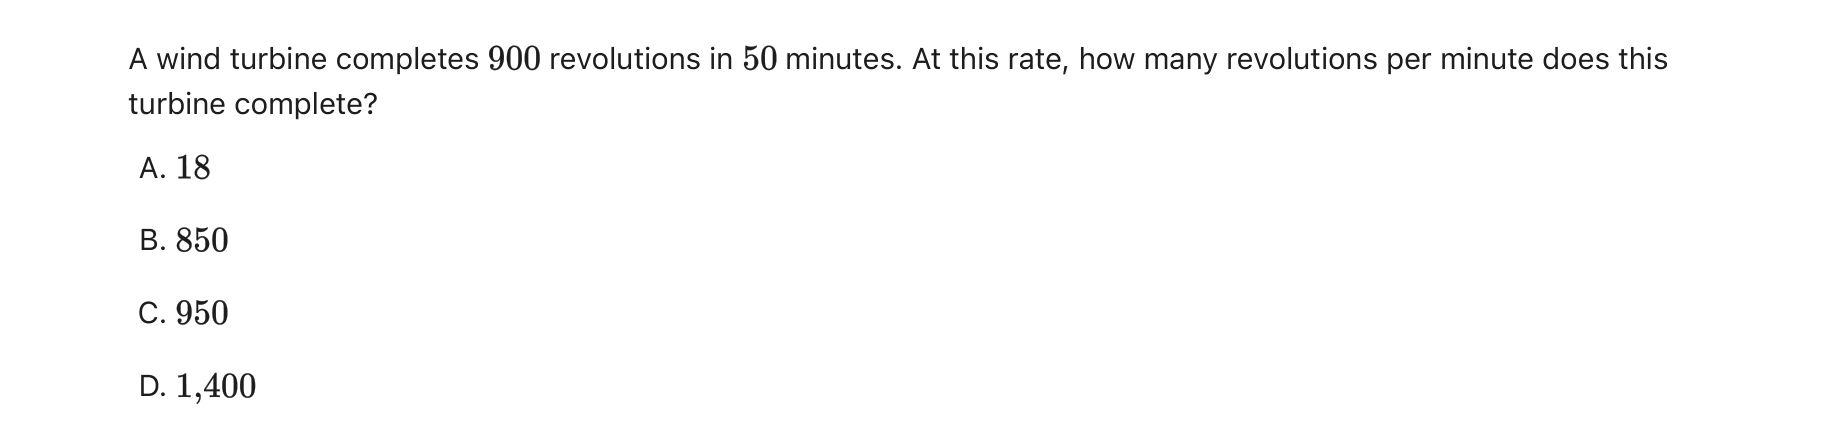 A wind turbine completes 900 revolutions in 50 minutes. At this rate, how many revolutions per minute does this
turbine complete?
A. 18
B. 850
C. 950
D. 1,400